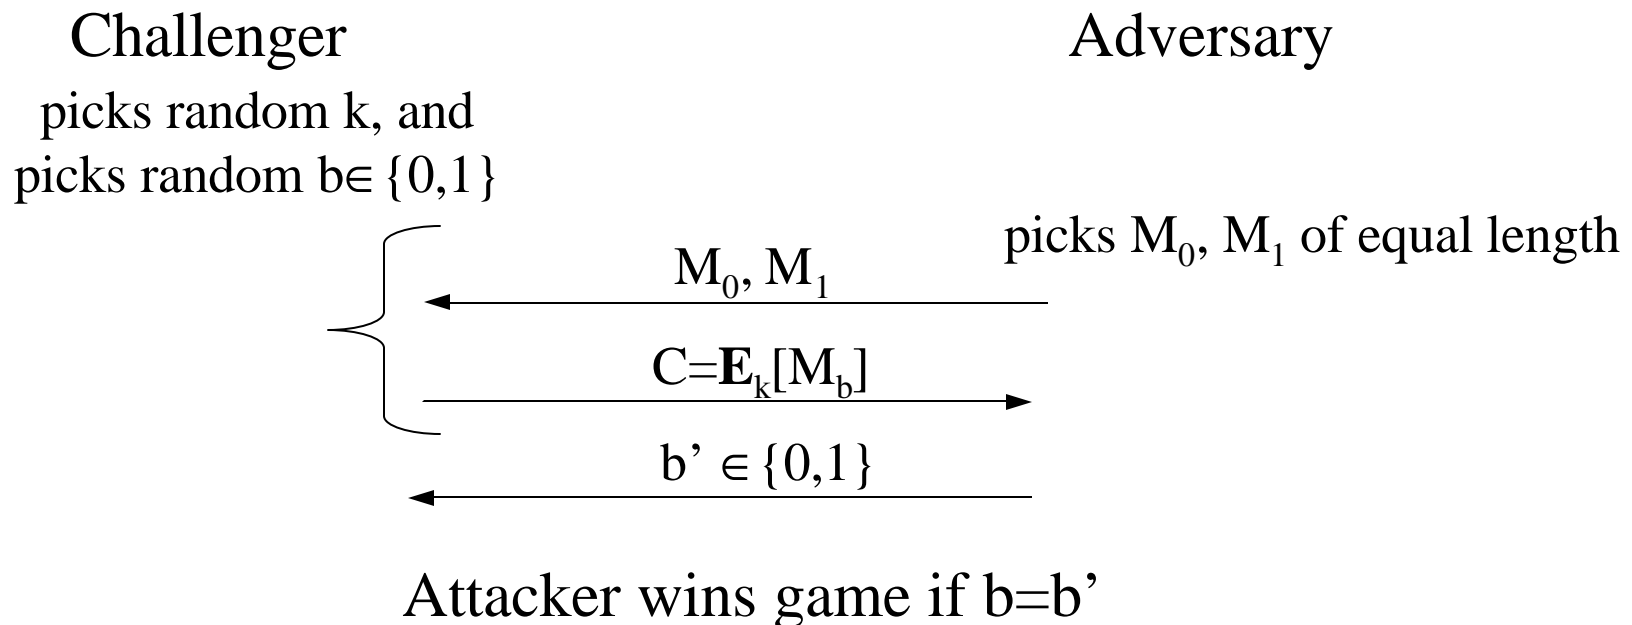 Challenger
Adversary
picks random k, and
picks random b∈ {0,1}
picks M₀, M₁ of equal length
M₀, M₁
C=Eₖ[M_b]
b’ ∈ {0,1}
Attacker wins game if b=b’